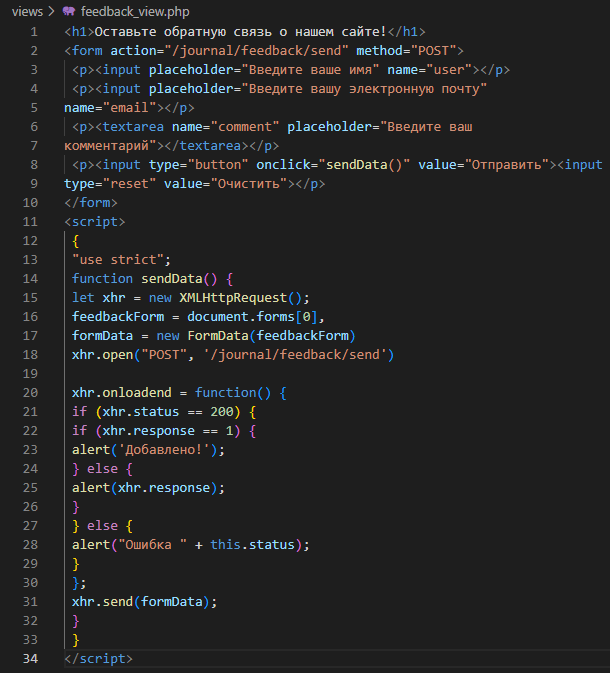 views > feedback_view.php
1 <h1>Оставьте обратную связь о нашем сайте!</h1>
2 <form action="/journal/feedback/send" method="POST">
3 <p><input placeholder="Введите ваше имя" name="user"></p>
4 <p><input placeholder="Введите вашу электронную почту"
5 name="email"></p>
6 <p><textarea name="comment" placeholder="Введите ваш
7 комментарий"></textarea></p>
8 <p><input type="button" onclick="sendData()" value="Отправить"><input
9 type="reset" value="Очистить"></p>
10 </form>
11 <script>
12 {
13 "use strict";
14 function sendData() {
15 let xhr = new XMLHttpRequest();
16 feedbackForm = document.forms[0],
17 formData = new FormData(feedbackForm)
18 xhr.open("POST", '/journal/feedback/send')
19
20 xhr.onloadend = function() {
21 if (xhr.status == 200) {
22 if (xhr.response == 1) {
23 alert('Добавлено!');
24 } else {
25 alert(xhr.response);
26 }
27 } else {
28 alert("Ошибка " + this.status);
29 }
30 };
31 xhr.send(formData);
32 }
33 }
34 </script>